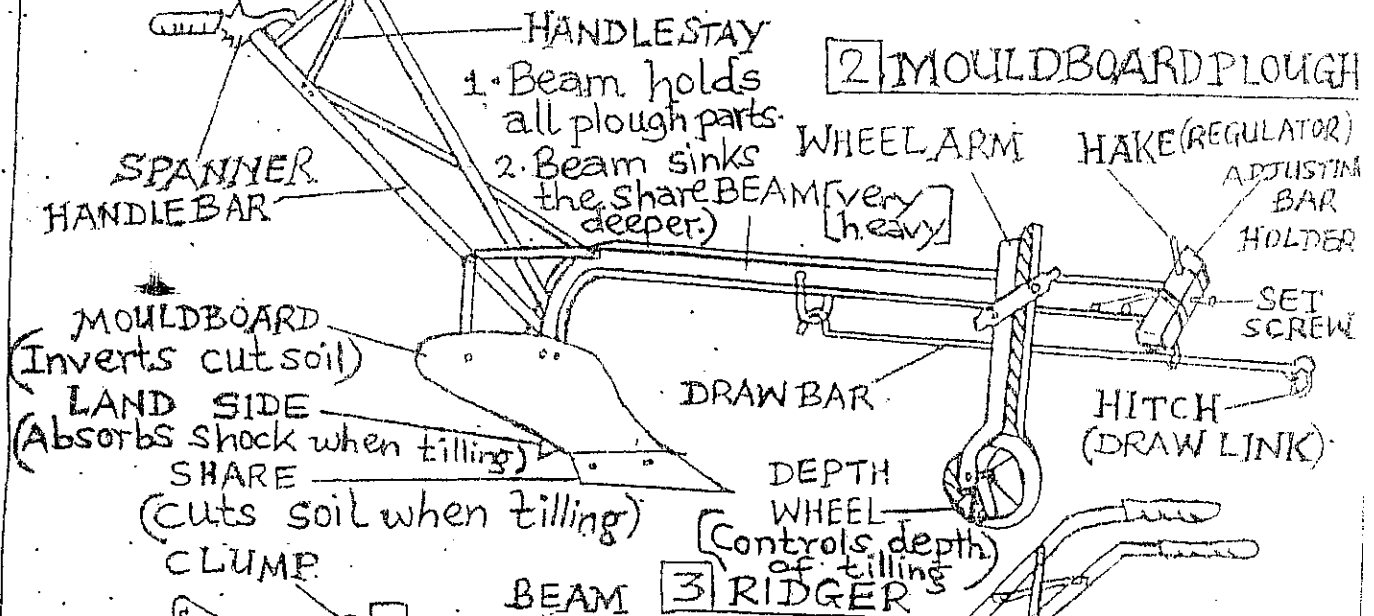 HANDLESTAY
1. Beam holds
all plough parts.
2. Beam sinks
the share
deeper.)
BEAM [very
heavy]
2 MOULDBOARD PLOUGH
WHEEL ARM
HAKE (REGULATOR)
ADJUSTIN
BAR
HOLDER
SPANNER
HANDLEBAR
SET
SCREW
MOULDBOARD
(Inverts cut soil)
LAND SIDE
(Absorbs shock when tilling)
SHARE
(cuts soil when tilling)
DRAW BAR
HITCH
(DRAW LINK)
DEPTH
WHEEL
(Controls depth
of tilling)
CLUMP
BEAM
3 RIDGER